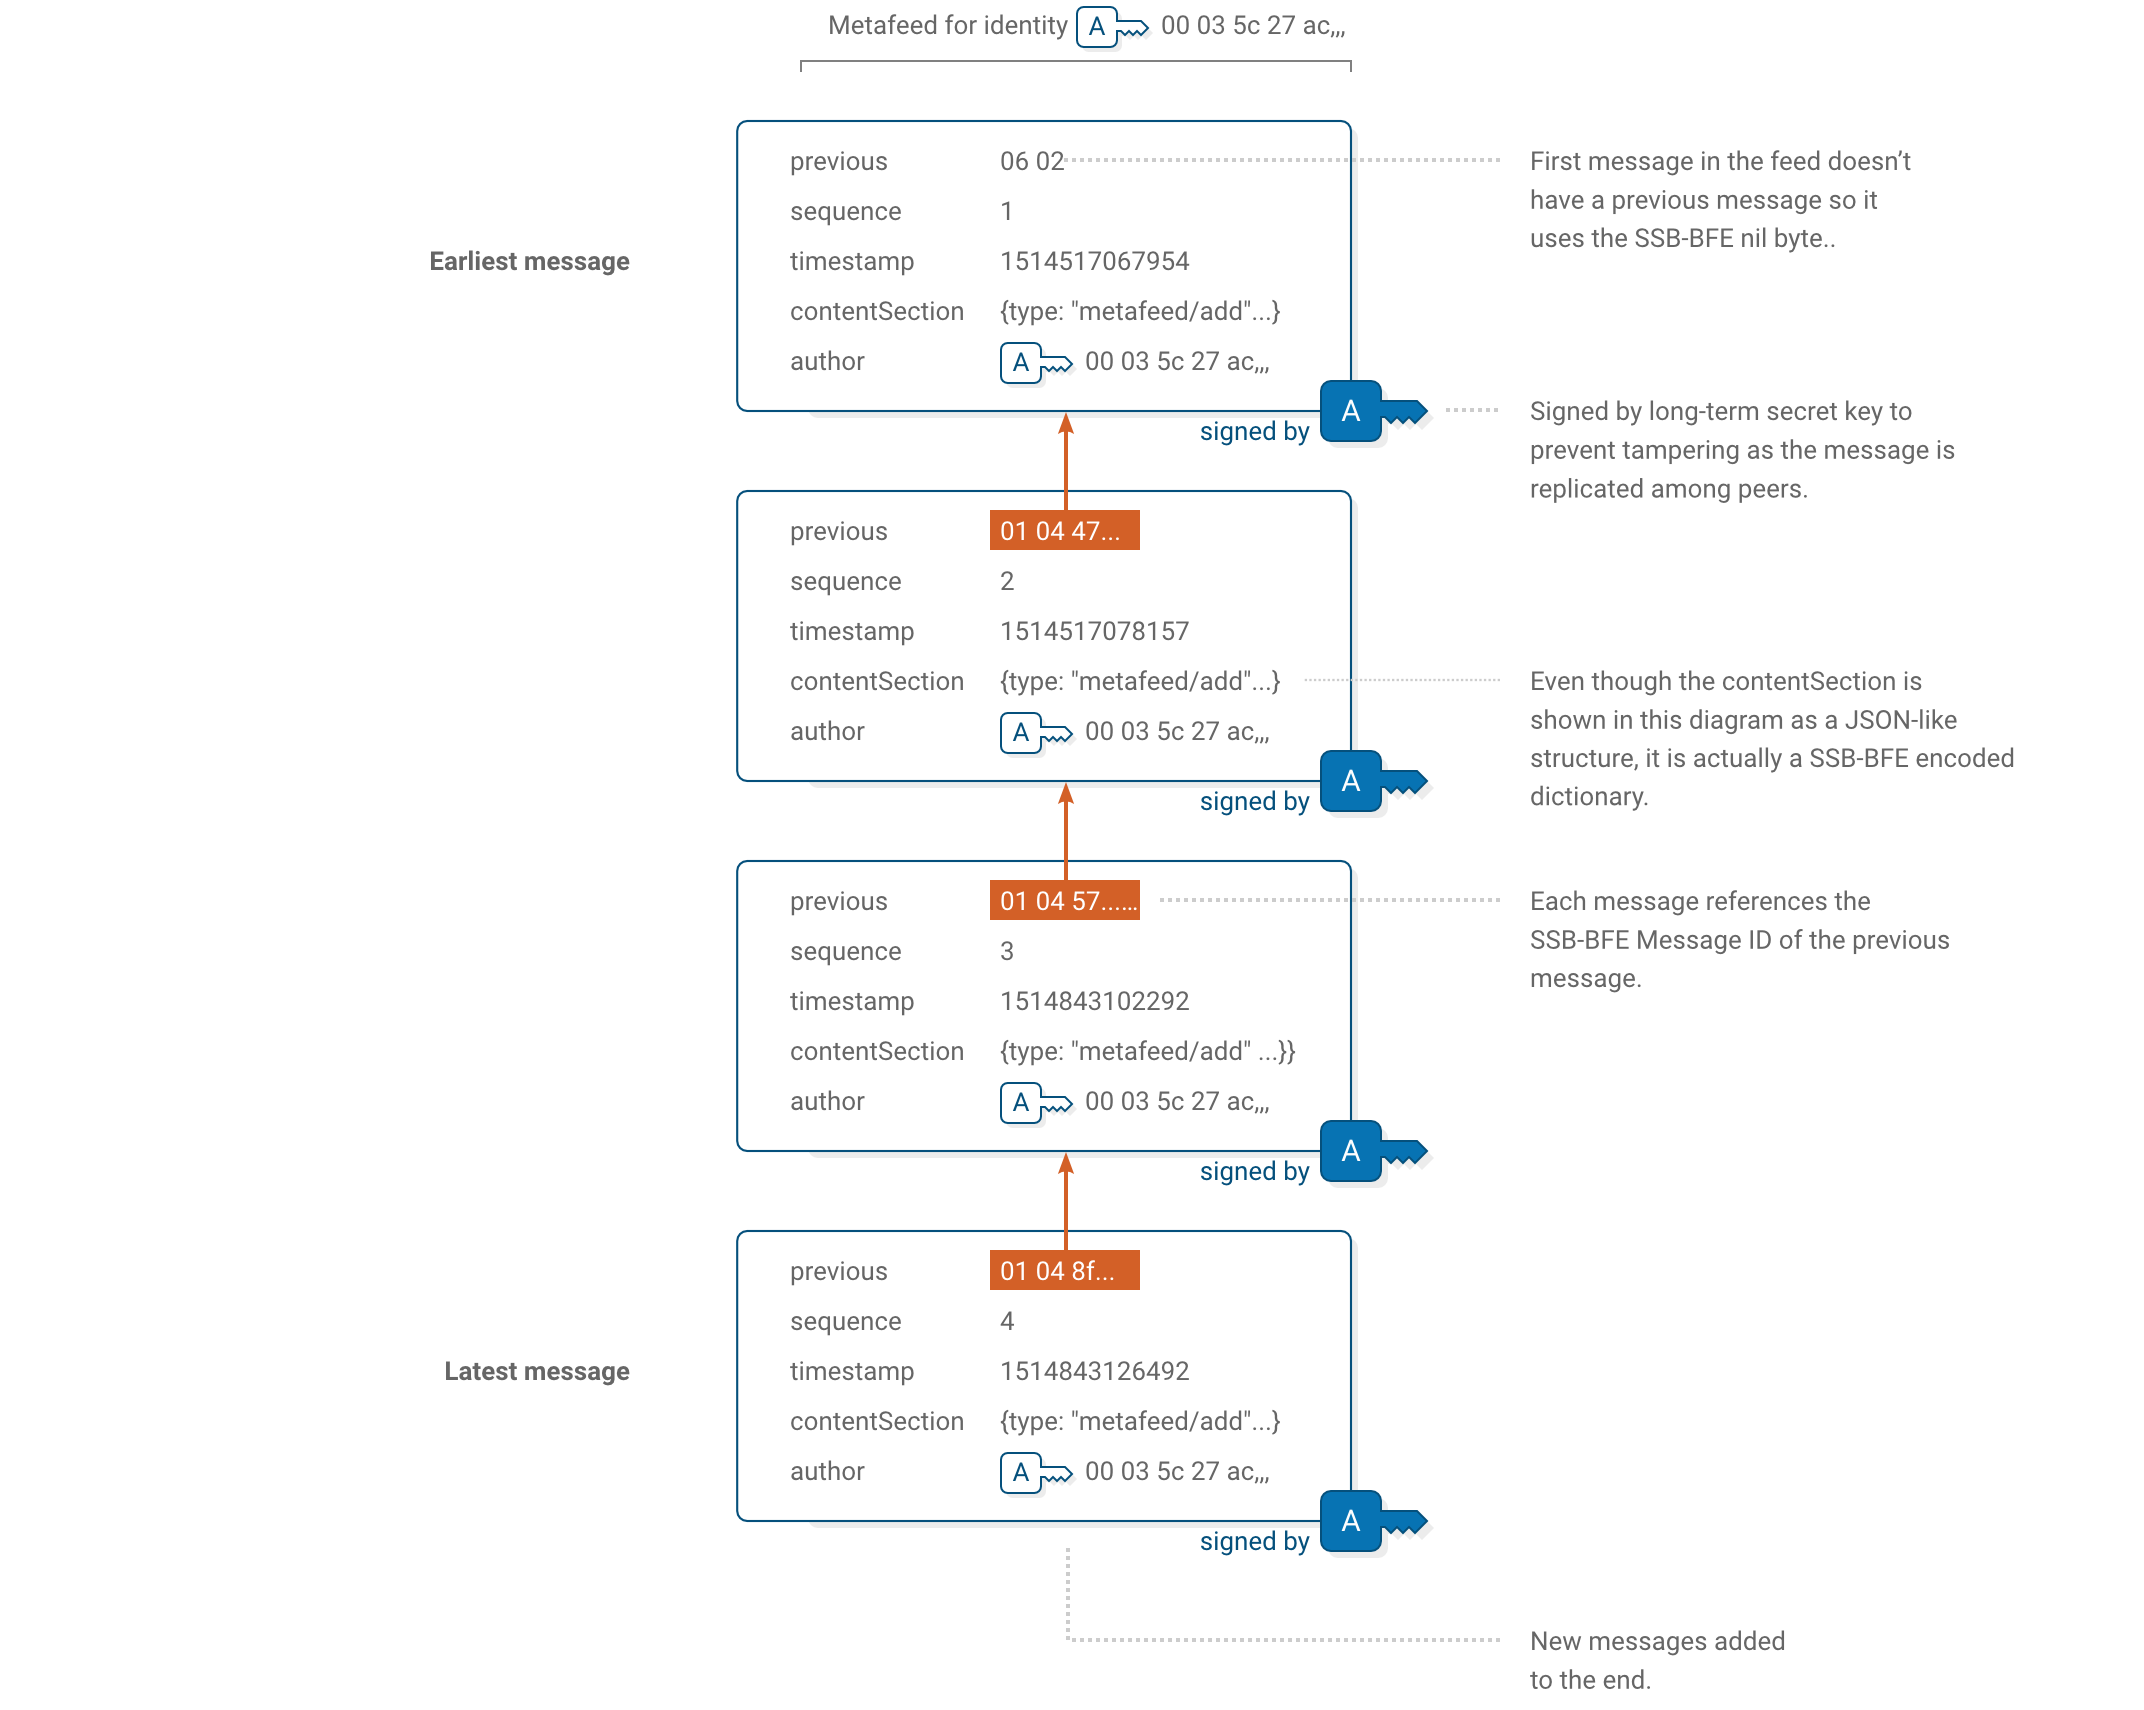 Metafeed for identity A 00 03 5c 27 ac,,,
previous 06 02
First message in the feed doesn’t
have a previous message so it
uses the SSB-BFE nil byte..
sequence 1
Earliest message
timestamp 1514517067954
contentSection {type: "metafeed/add"...}
author A 00 03 5c 27 ac,,,
signed by A
Signed by long-term secret key to
prevent tampering as the message is
replicated among peers.
previous 01 04 47...
sequence 2
timestamp 1514517078157
contentSection {type: "metafeed/add"...}
Even though the contentSection is
shown in this diagram as a JSON-like
structure, it is actually a SSB-BFE encoded
dictionary.
author A 00 03 5c 27 ac,,,
signed by A
previous 01 04 57......
Each message references the
SSB-BFE Message ID of the previous
message.
sequence 3
timestamp 1514843102292
contentSection {type: "metafeed/add" ...}}
author A 00 03 5c 27 ac,,,
signed by A
previous 01 04 8f...
sequence 4
Latest message
timestamp 1514843126492
contentSection {type: "metafeed/add"...}
author A 00 03 5c 27 ac,,,
signed by A
New messages added
to the end.